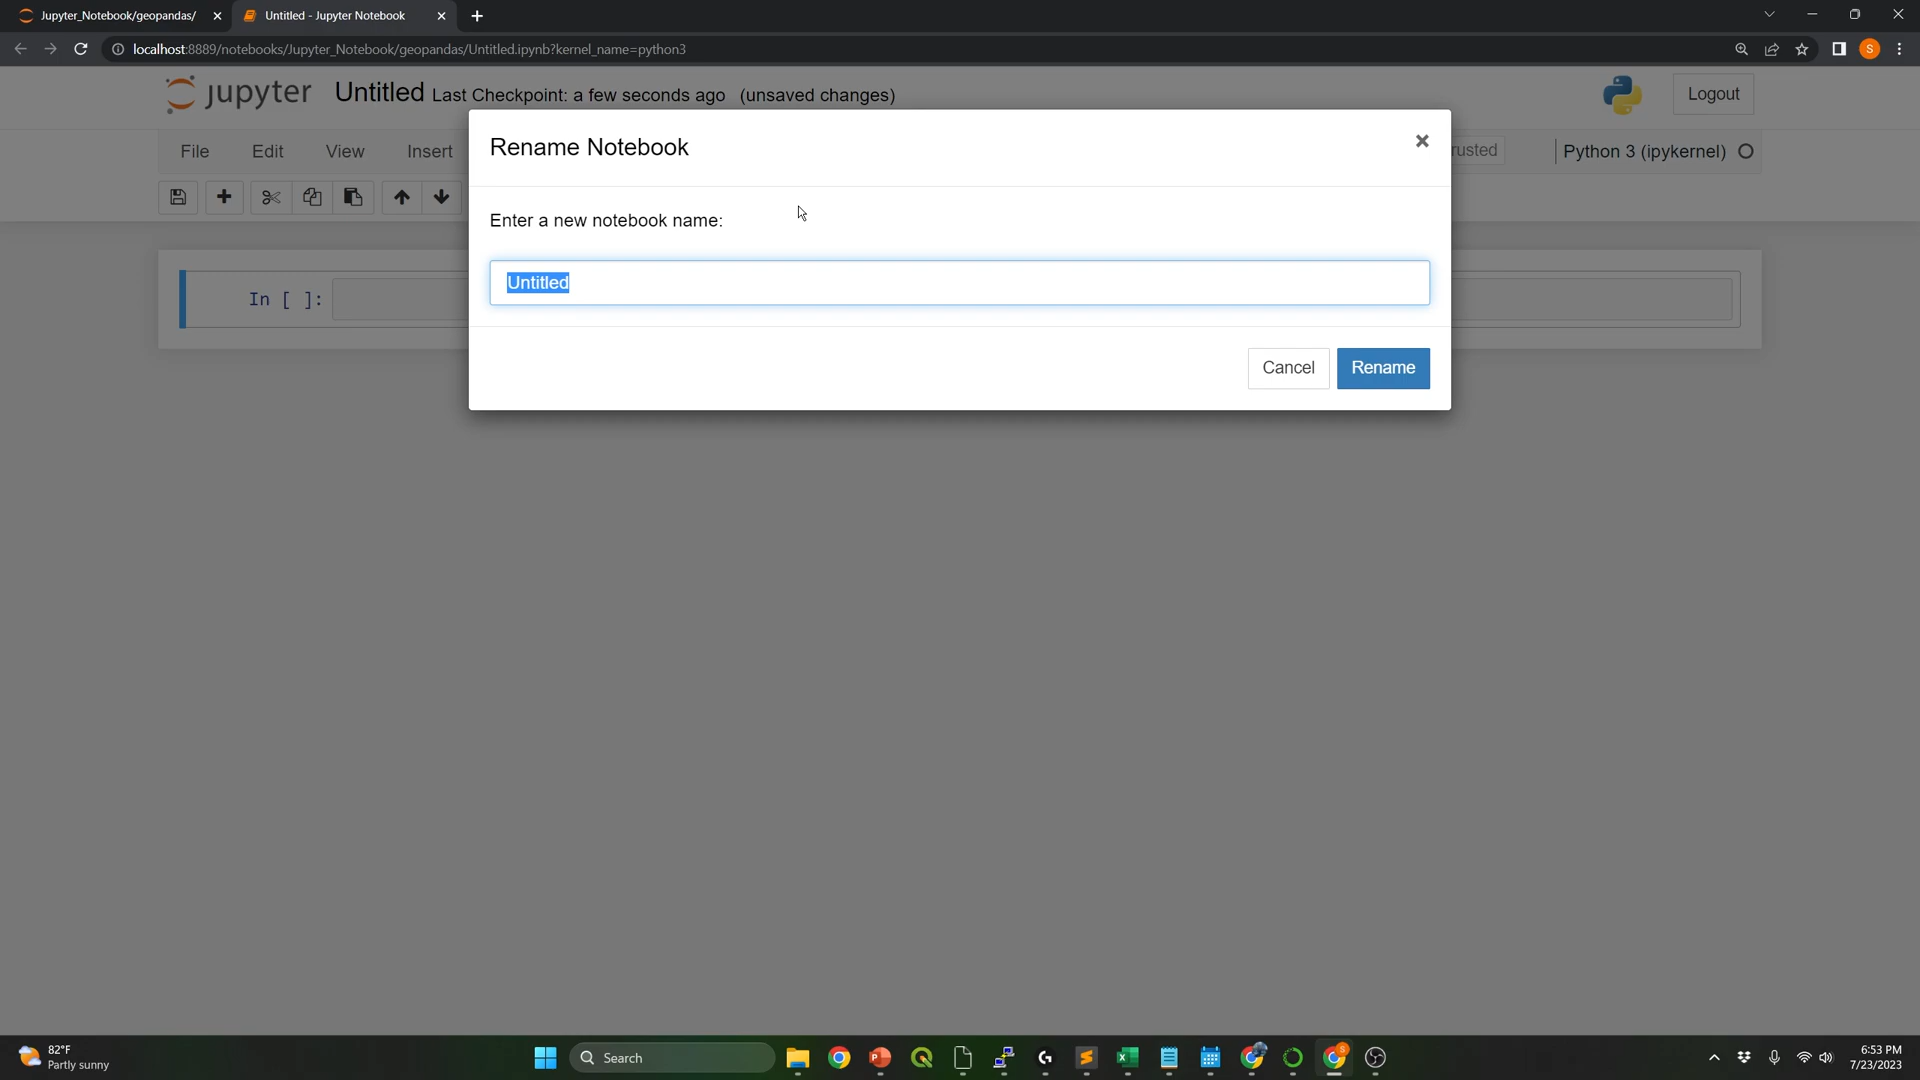 Jupyter_Notebook/geopandas/
Untitled - Jupyter Notebook
localhost:8889/notebooks/Jupyter_Notebook/geopandas/Untitled.ipynb?kernel_name=python3
S
jupyter Untitled Last Checkpoint: a few seconds ago (unsaved changes)
Logout
Rename Notebook
File Edit View Insert
rusted
Python 3 (ipykernel)
Enter a new notebook name:
Untitled
In [ ]:
Cancel
Rename
82°F
Partly sunny
Search
6:53 PM
7/23/2023